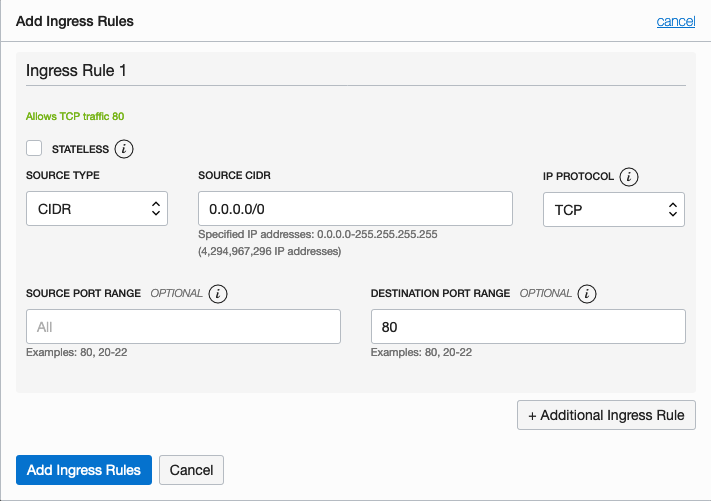 Add Ingress Rules cancel
Ingress Rule 1
Allows TCP traffic 80
STATELESS i
SOURCE TYPE SOURCE CIDR IP PROTOCOL i
CIDR 0.0.0.0/0 TCP
Specified IP addresses: 0.0.0.0-255.255.255.255
(4,294,967,296 IP addresses)
SOURCE PORT RANGE OPTIONAL i DESTINATION PORT RANGE OPTIONAL i
All 80
Examples: 80, 20-22 Examples: 80, 20-22
+ Additional Ingress Rule
Add Ingress Rules Cancel